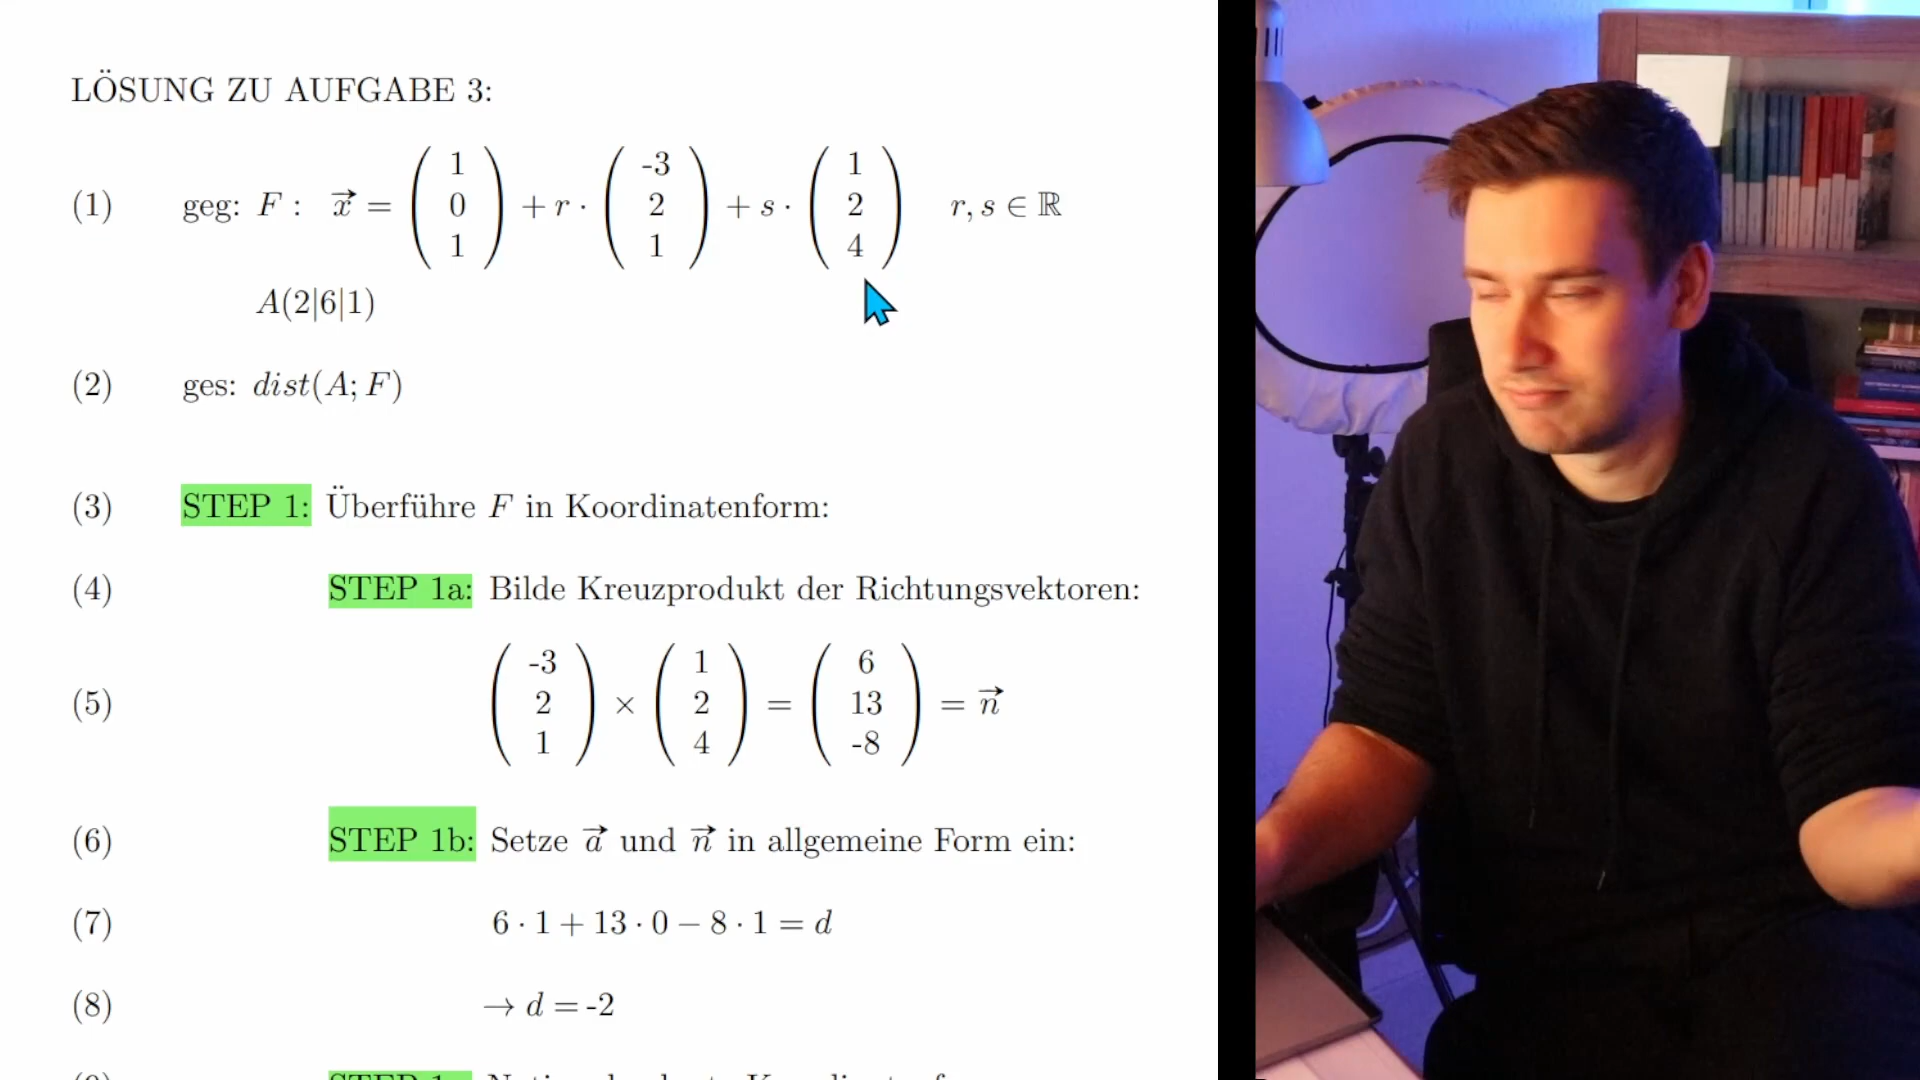 LÖSUNG ZU AUFGABE 3:
(1) geg: F : x⃗ = (1 0 1) + r · (-3 2 1) + s · (1 2 4) r, s ∈ ℝ
A(2|6|1)
(2) ges: dist(A; F)
(3) STEP 1: Überführe F in Koordinatenform:
(4) STEP 1a: Bilde Kreuzprodukt der Richtungsvektoren:
(5) (-3 2 1) × (1 2 4) = (6 13 -8) = n⃗
(6) STEP 1b: Setze a⃗ und n⃗ in allgemeine Form ein:
(7) 6 · 1 + 13 · 0 − 8 · 1 = d
(8) → d = -2